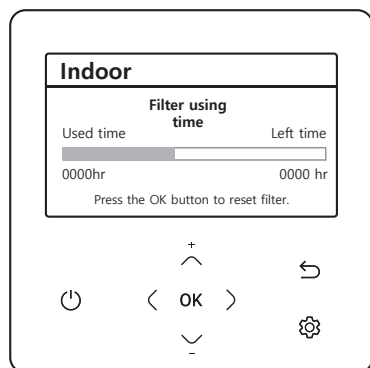 Indoor
Filter using
time
Used time Left time
0000hr 0000 hr
Press the OK button to reset filter.
+
OK
–